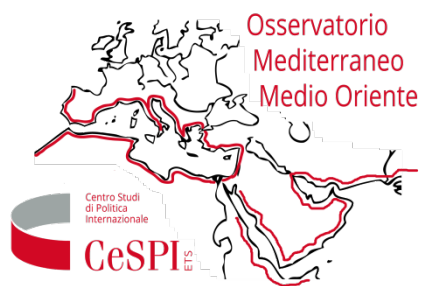 Osservatorio
Mediterraneo
Medio Oriente
Centro Studi
di Politica
Internazionale
CeSPI ETS